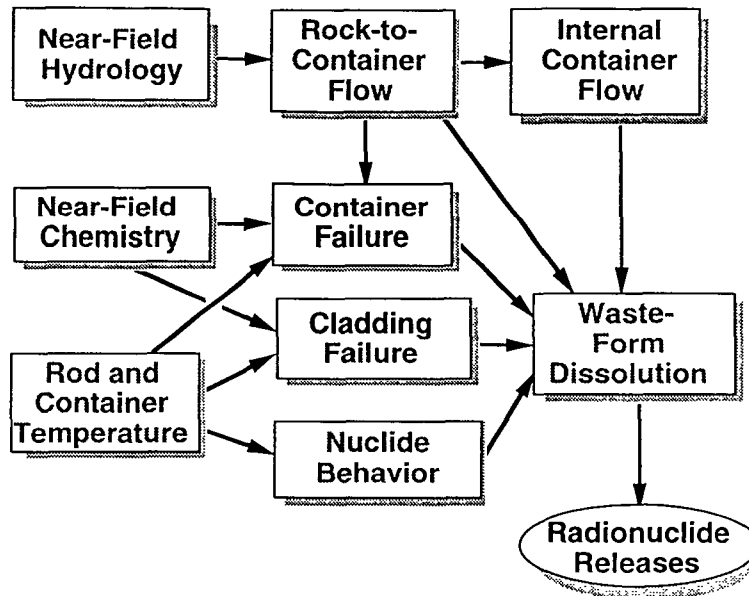 Near-Field
Hydrology
Rock-to-
Container
Flow
Internal
Container
Flow
Near-Field
Chemistry
Container
Failure
Cladding
Failure
Waste-
Form
Dissolution
Rod and
Container
Temperature
Nuclide
Behavior
Radionuclide
Releases